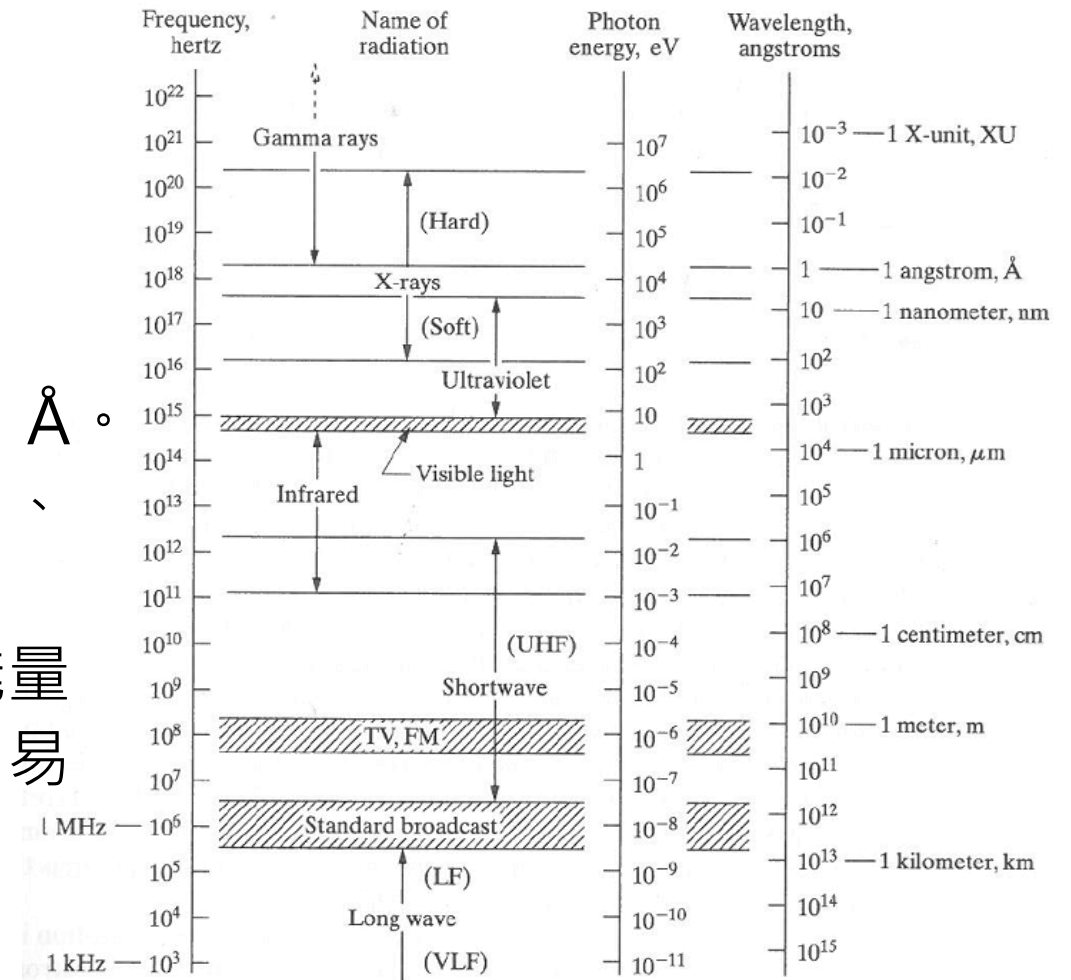 Frequency, hertz
Name of radiation
Photon energy, eV
Wavelength, angstroms
10²²
10²¹
Gamma rays
10⁷
10⁻³ 1 X-unit, XU
10²⁰
10⁶
10⁻²
10¹⁹
(Hard)
10⁵
10⁻¹
10¹⁸
X-rays
10⁴
1 1 angstrom, Å
10¹⁷
(Soft)
10³
10 1 nanometer, nm
10¹⁶
Ultraviolet
10²
10²
Å。
10¹⁵
10
10³
10¹⁴
Visible light
1
10⁴ 1 micron, μm
、
10¹³
Infrared
10⁻¹
10⁵
10¹²
10⁻²
10⁶
10¹¹
10⁻³
10⁷
10¹⁰
(UHF)
10⁻⁴
10⁸ 1 centimeter, cm
量
10⁹
Shortwave
10⁻⁵
10⁹
10⁸
TV, FM
10⁻⁶
10¹⁰ 1 meter, m
易
10⁷
10⁻⁷
10¹¹
1 MHz 10⁶
Standard broadcast
10⁻⁸
10¹²
10⁵
(LF)
10⁻⁹
10¹³ 1 kilometer, km
10⁴
Long wave
10⁻¹⁰
10¹⁴
1 kHz 10³
(VLF)
10⁻¹¹
10¹⁵